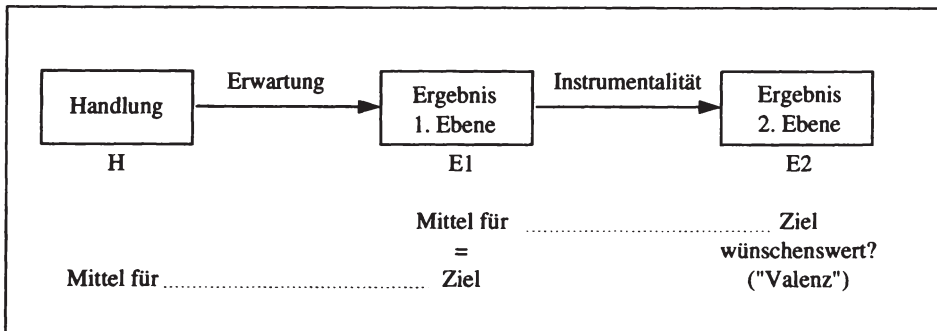 Erwartung
Instrumentalität
Handlung
Ergebnis
1. Ebene
Ergebnis
2. Ebene
H
E1
E2
Mittel für ........................ Ziel
=
wünschenswert?
Mittel für ........................ Ziel
("Valenz")